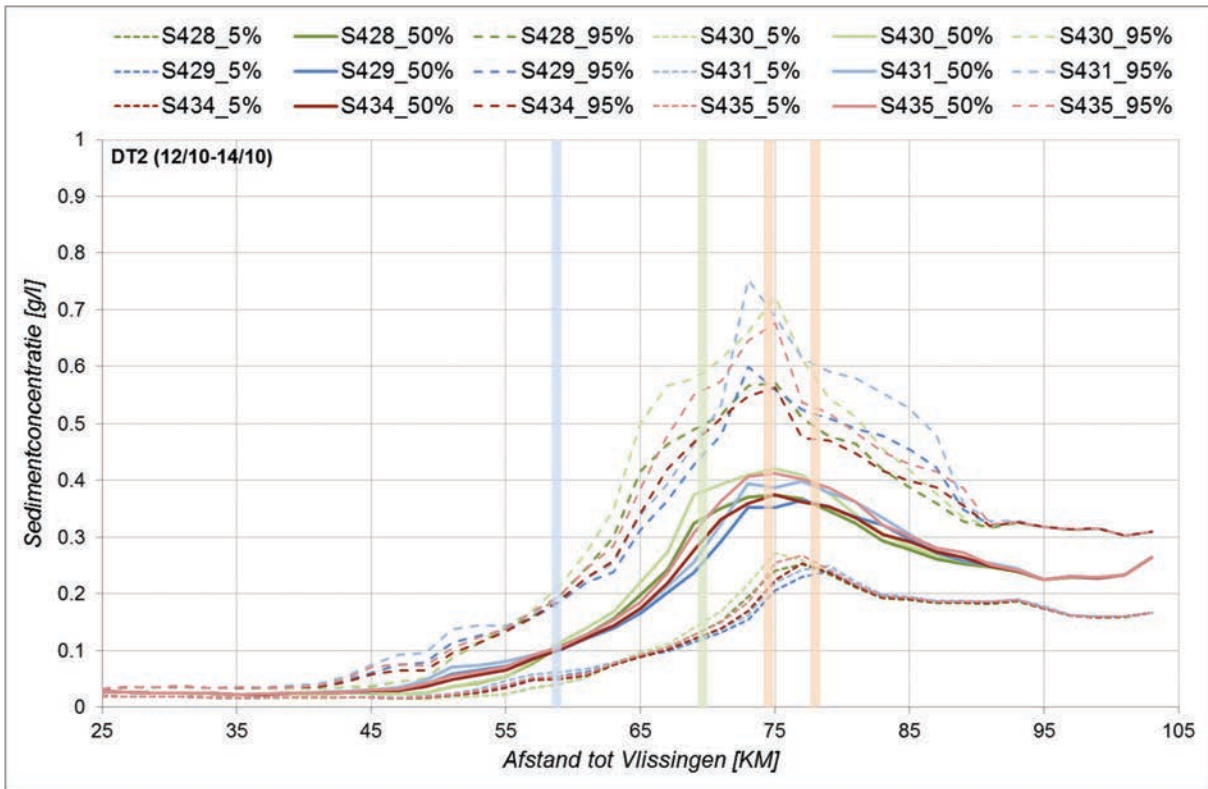 S428_5% S428_50% S428_95% S430_5% S430_50% S430_95%
S429_5% S429_50% S429_95% S431_5% S431_50% S431_95%
S434_5% S434_50% S434_95% S435_5% S435_50% S435_95%
DT2 (12/10-14/10)
1
0.9
0.8
0.7
0.6
0.5
0.4
0.3
0.2
0.1
0
Sedimentconcentratie [g/l]
25 35 45 55 65 75 85 95 105
Afstand tot Vlissingen [KM]